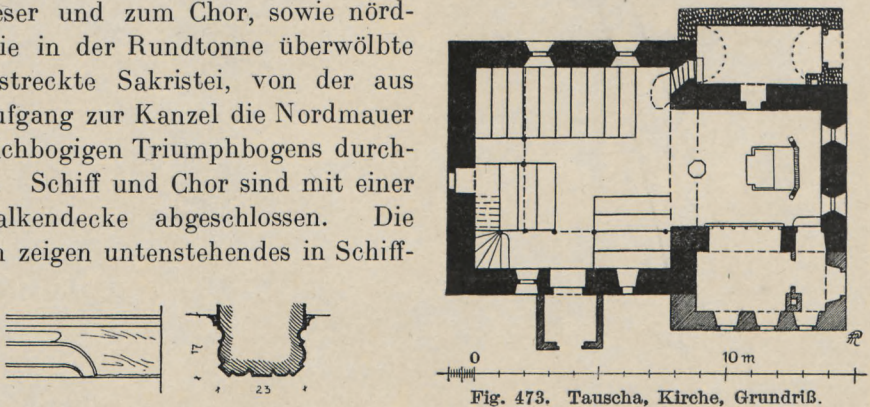 eser und zum Chor, sowie nörd-
ie in der Rundtonne überwölbte
streckte Sakristei, von der aus
ufgang zur Kanzel die Nordmauer
chbogigen Triumphbogens durch-
Schiff und Chor sind mit einer
alkendecke abgeschlossen. Die
n zeigen untenstehendes in Schiff-
17
23
0 10 m
Fig. 473. Tauscha, Kirche, Grundriß.